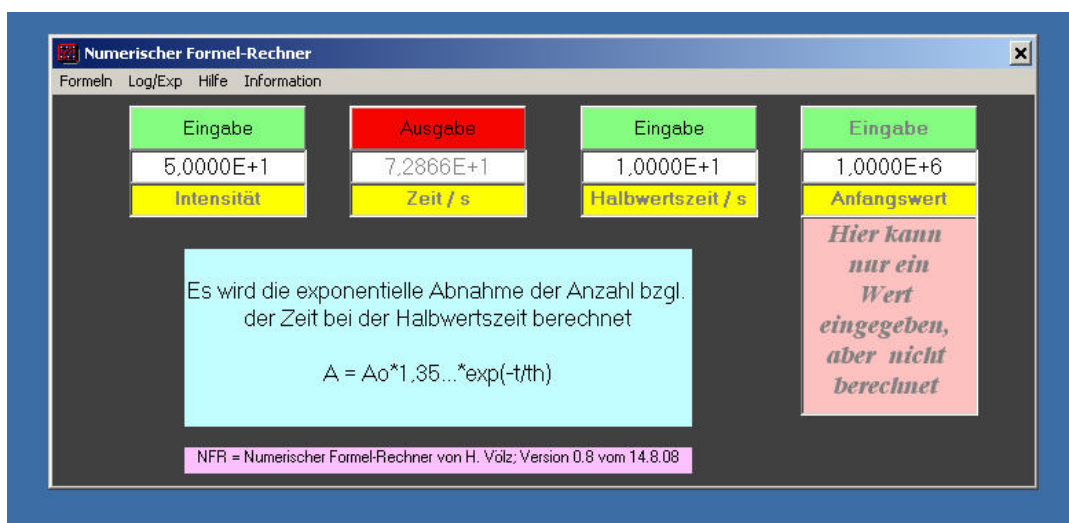 Numerischer Formel-Rechner
Formeln Log/Exp Hilfe Information
Eingabe Ausgabe Eingabe Eingabe
5,0000E+1 7,2866E+1 1,0000E+1 1,0000E+6
Intensität Zeit / s Halbwertszeit / s Anfangswert
Hier kann
nur ein
Wert
eingegeben,
aber nicht
berechnet
Es wird die exponentielle Abnahme der Anzahl bzgl.
der Zeit bei der Halbwertszeit berechnet
A = Ao*1,35...*exp(-t/th)
NFR = Numerischer Formel-Rechner von H. Völz; Version 0.8 vom 14.8.08